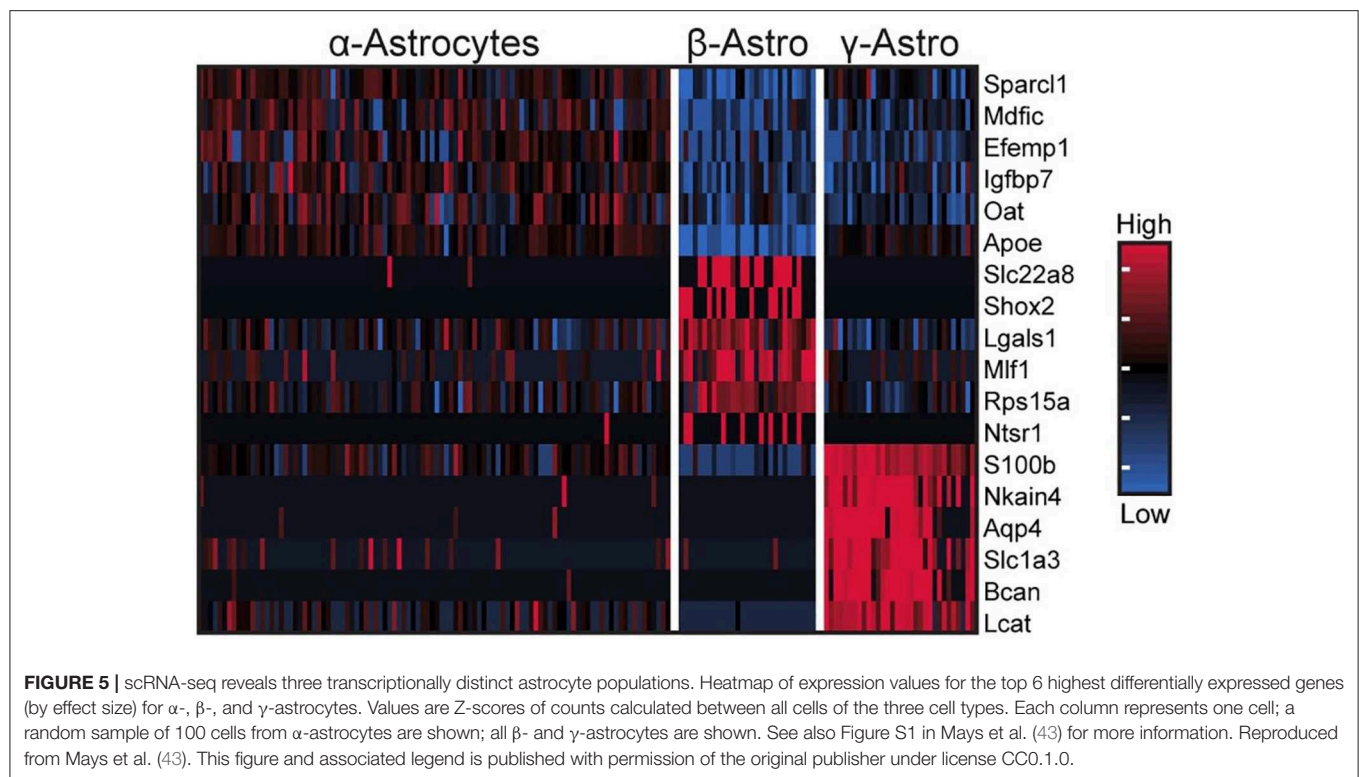 α-Astrocytes β-Astro γ-Astro
Sparcl1
Mdfic
Efemp1
Igfbp7
Oat
Apoe
Slc22a8
Shox2
Lgals1
Mlf1
Rps15a
Ntsr1
S100b
Nkain4
Aqp4
Slc1a3
Bcan
Lcat
High
Low
FIGURE 5 | scRNA-seq reveals three transcriptionally distinct astrocyte populations. Heatmap of expression values for the top 6 highest differentially expressed genes
(by effect size) for α-, β-, and γ-astrocytes. Values are Z-scores of counts calculated between all cells of the three cell types. Each column represents one cell; a
random sample of 100 cells from α-astrocytes are shown; all β- and γ-astrocytes are shown. See also Figure S1 in Mays et al. (43) for more information. Reproduced
from Mays et al. (43). This figure and associated legend is published with permission of the original publisher under license CC0.1.0.